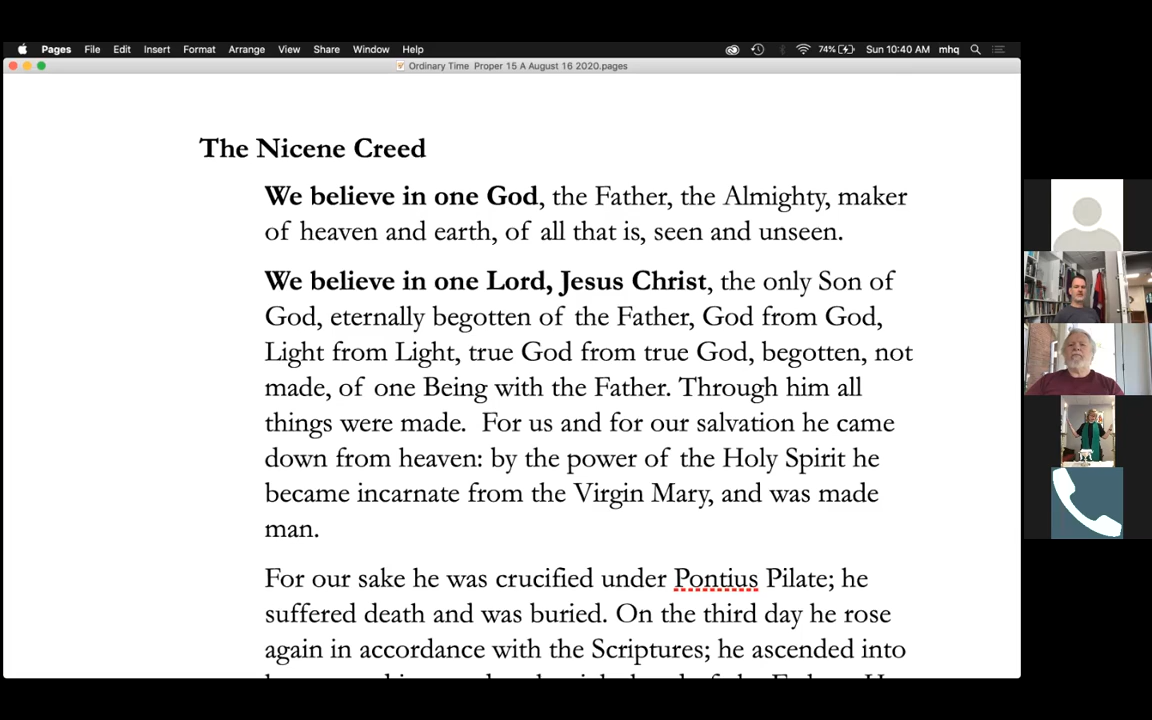 Pages File Edit Insert Format Arrange View Share Window Help 74% Sun 10:40 AM mhq
Ordinary Time Proper 15 A August 16 2020.pages
The Nicene Creed
We believe in one God, the Father, the Almighty, maker
of heaven and earth, of all that is, seen and unseen.
We believe in one Lord, Jesus Christ, the only Son of
God, eternally begotten of the Father, God from God,
Light from Light, true God from true God, begotten, not
made, of one Being with the Father. Through him all
things were made. For us and for our salvation he came
down from heaven: by the power of the Holy Spirit he
became incarnate from the Virgin Mary, and was made
man.
For our sake he was crucified under Pontius Pilate; he
suffered death and was buried. On the third day he rose
again in accordance with the Scriptures; he ascended into